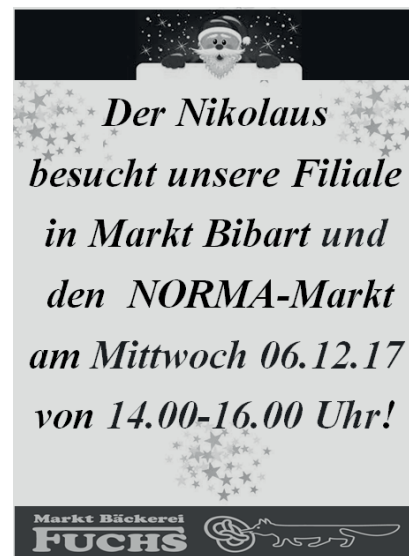 Der Nikolaus
besucht unsere Filiale
in Markt Bibart und
den NORMA-Markt
am Mittwoch 06.12.17
von 14.00-16.00 Uhr!
Markt Bäckerei
FUCHS